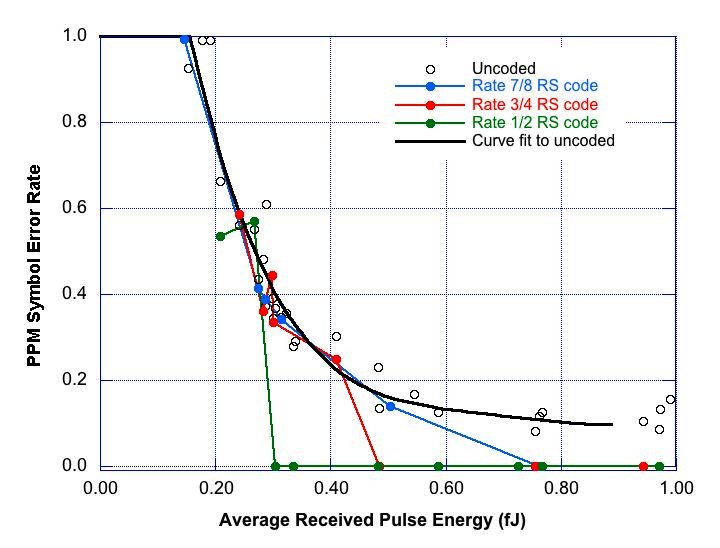 1.0
0.8
0.6
0.4
0.2
0.0
PPM Symbol Error Rate
Uncoded
Rate 7/8 RS code
Rate 3/4 RS code
Rate 1/2 RS code
Curve fit to uncoded
0.00 0.20 0.40 0.60 0.80 1.00
Average Received Pulse Energy (fJ)